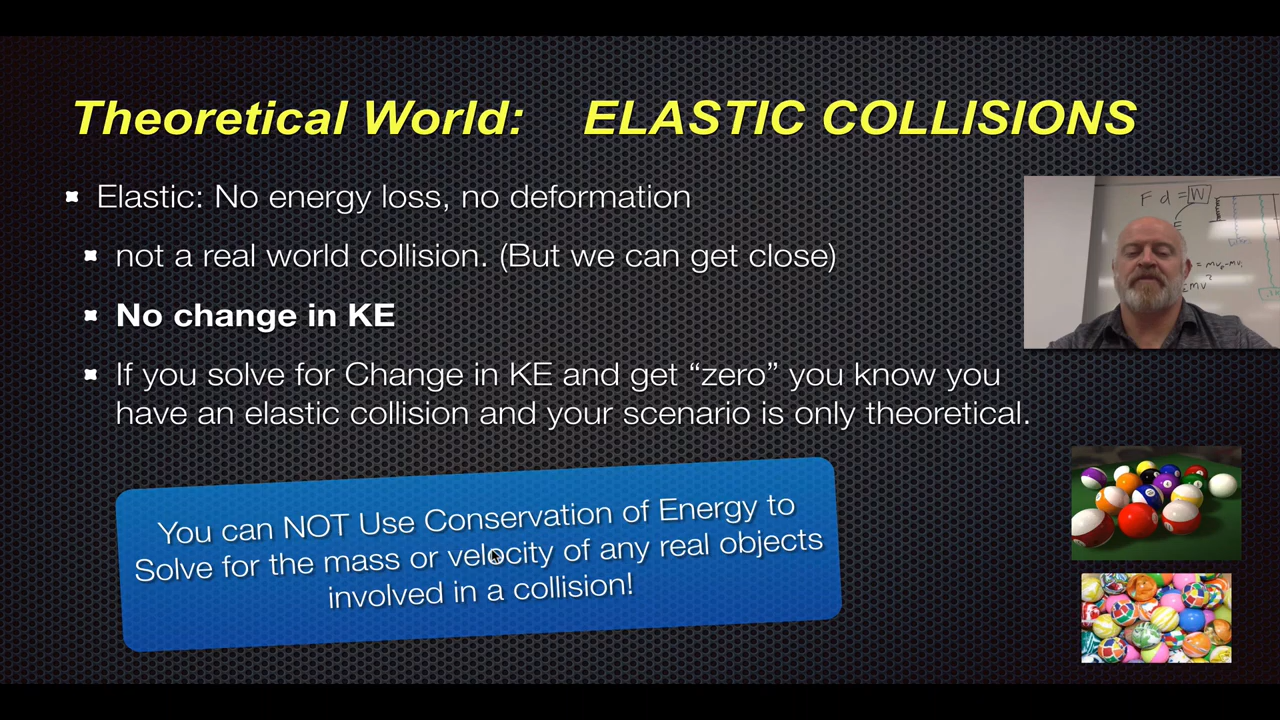 Theoretical World: ELASTIC COLLISIONS
Elastic: No energy loss, no deformation
not a real world collision. (But we can get close)
No change in KE
If you solve for Change in KE and get “zero” you know you
have an elastic collision and your scenario is only theoretical.
You can NOT Use Conservation of Energy to
Solve for the mass or velocity of any real objects
involved in a collision!
F d = W